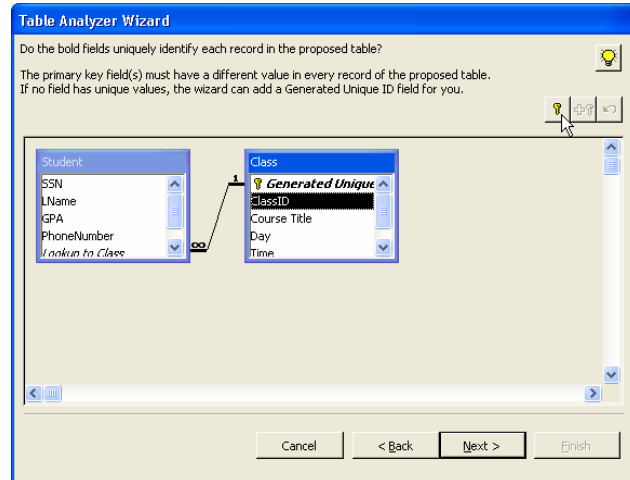 Table Analyzer Wizard
Do the bold fields uniquely identify each record in the proposed table?
The primary key field(s) must have a different value in every record of the proposed table.
If no field has unique values, the wizard can add a Generated Unique ID field for you.
Student
SSN
LName
GPA
PhoneNumber
Lookup to Class
1
∞
Class
Generated Unique
ClassID
Course Title
Day
Time
Cancel
< Back
Next >
Finish